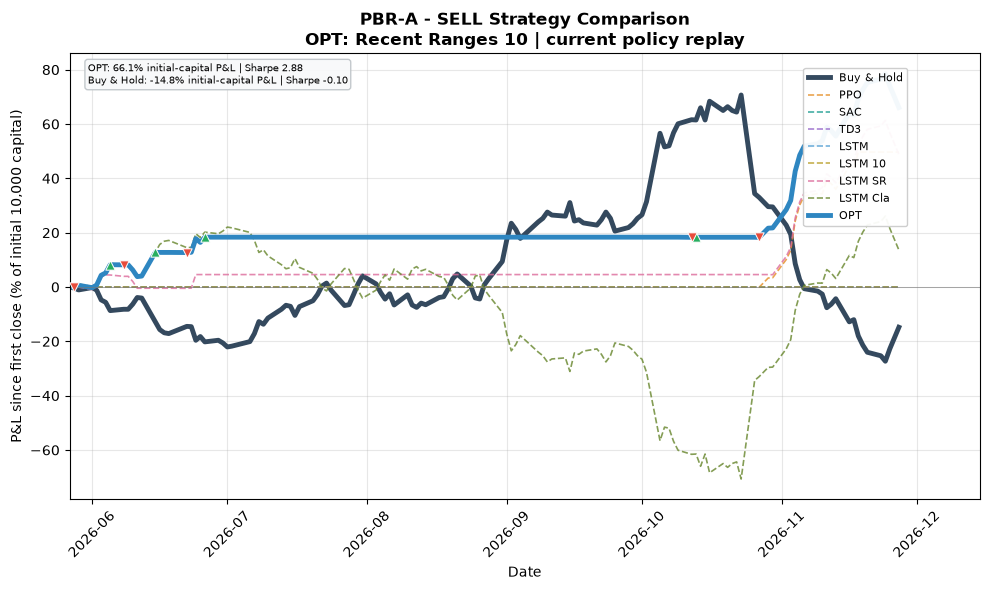 PBR-A - SELL Strategy Comparison
OPT: Recent Ranges 10 | current policy replay
OPT: 66.1% initial-capital P&L | Sharpe 2.88
Buy & Hold: -14.8% initial-capital P&L | Sharpe -0.10
Buy & Hold
PPO
SAC
TD3
LSTM
LSTM 10
LSTM SR
LSTM Cla
OPT
P&L since first close (% of initial 10,000 capital)
80
60
40
20
0
−20
−40
−60
2026-06
2026-07
2026-08
2026-09
2026-10
2026-11
2026-12
Date